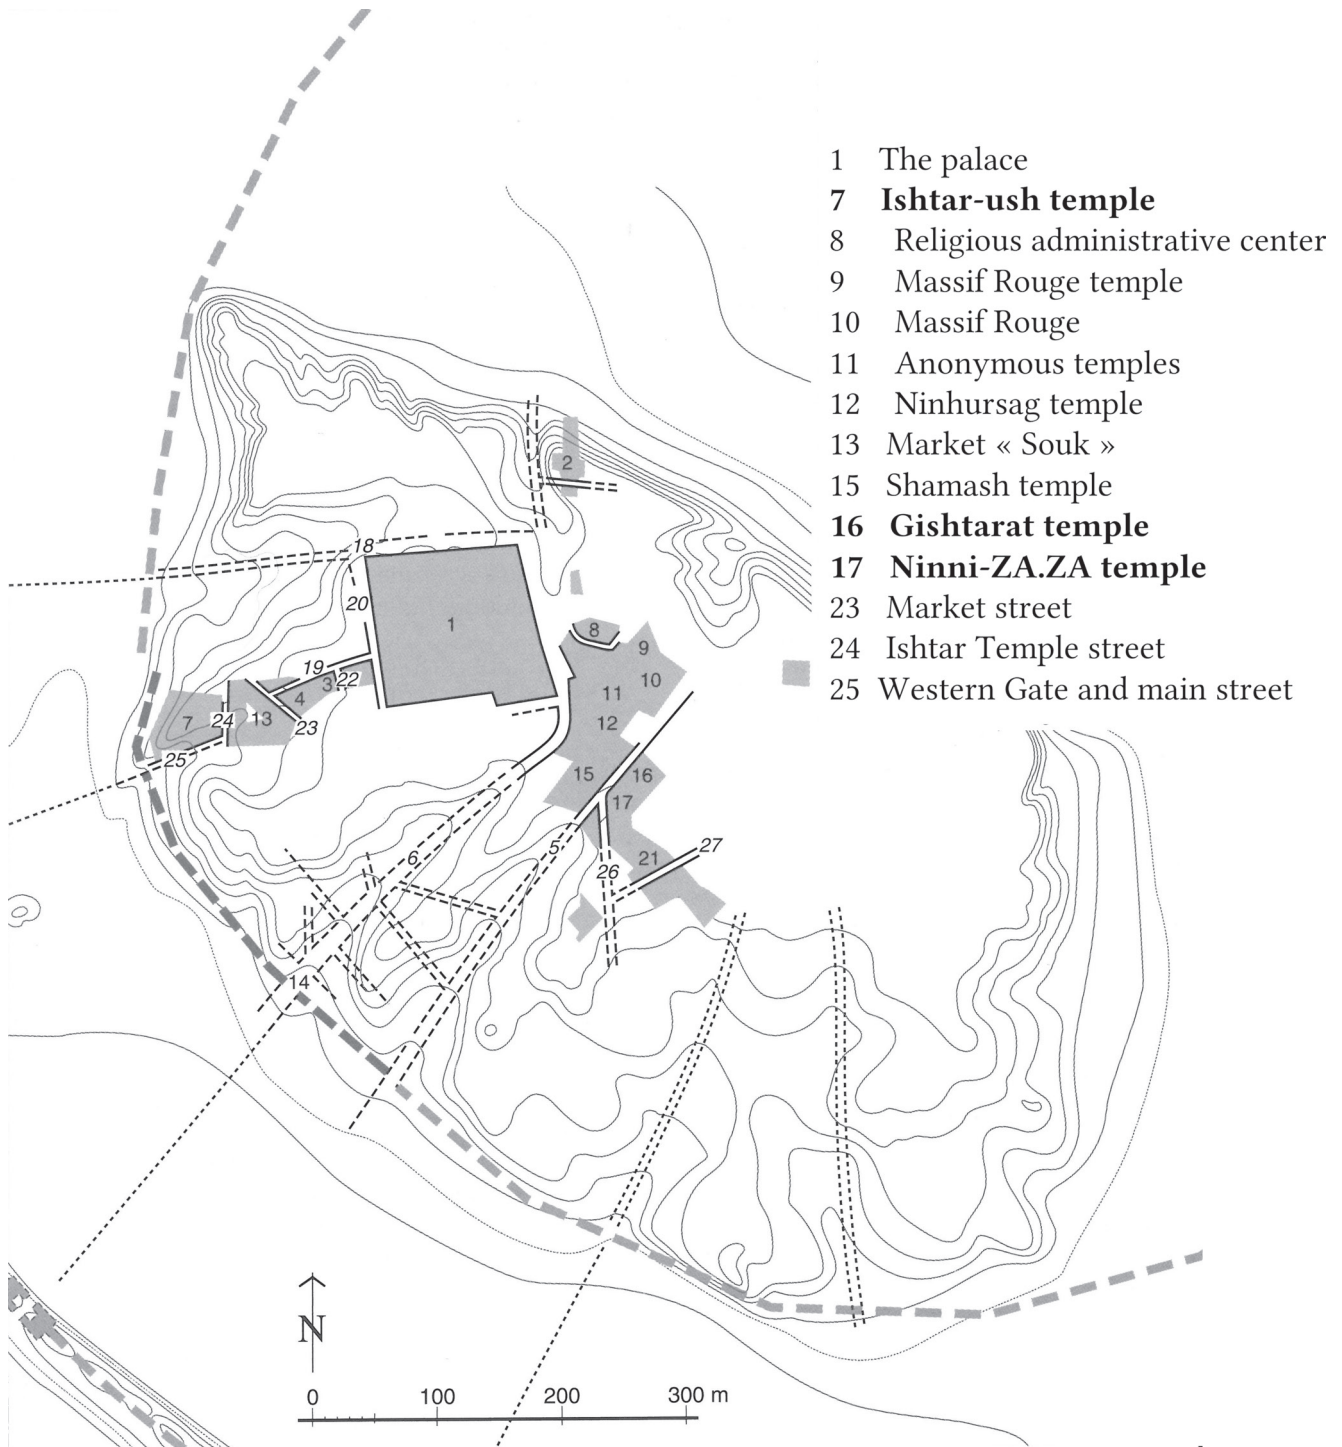 1 The palace
7 Ishtar-ush temple
8 Religious administrative center
9 Massif Rouge temple
10 Massif Rouge
11 Anonymous temples
12 Ninhursag temple
13 Market « Souk »
15 Shamash temple
16 Gishtarat temple
17 Ninni-ZA.ZA temple
23 Market street
24 Ishtar Temple street
25 Western Gate and main street
2
18
20
1
8
9
19
3
22
10
11
4
7
24
13
23
12
25
15
16
17
5
6
21
27
26
14
N
0 100 200 300 m